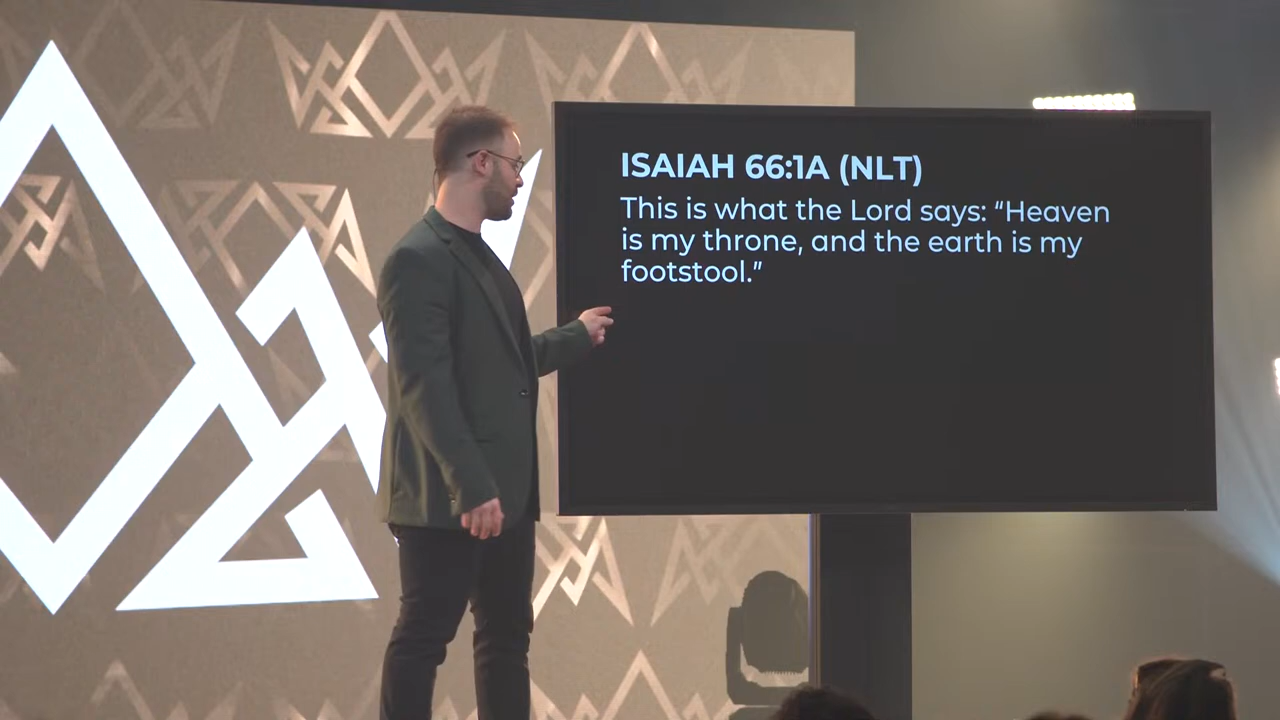 ISAIAH 66:1A (NLT)
This is what the Lord says: “Heaven
is my throne, and the earth is my
footstool.”